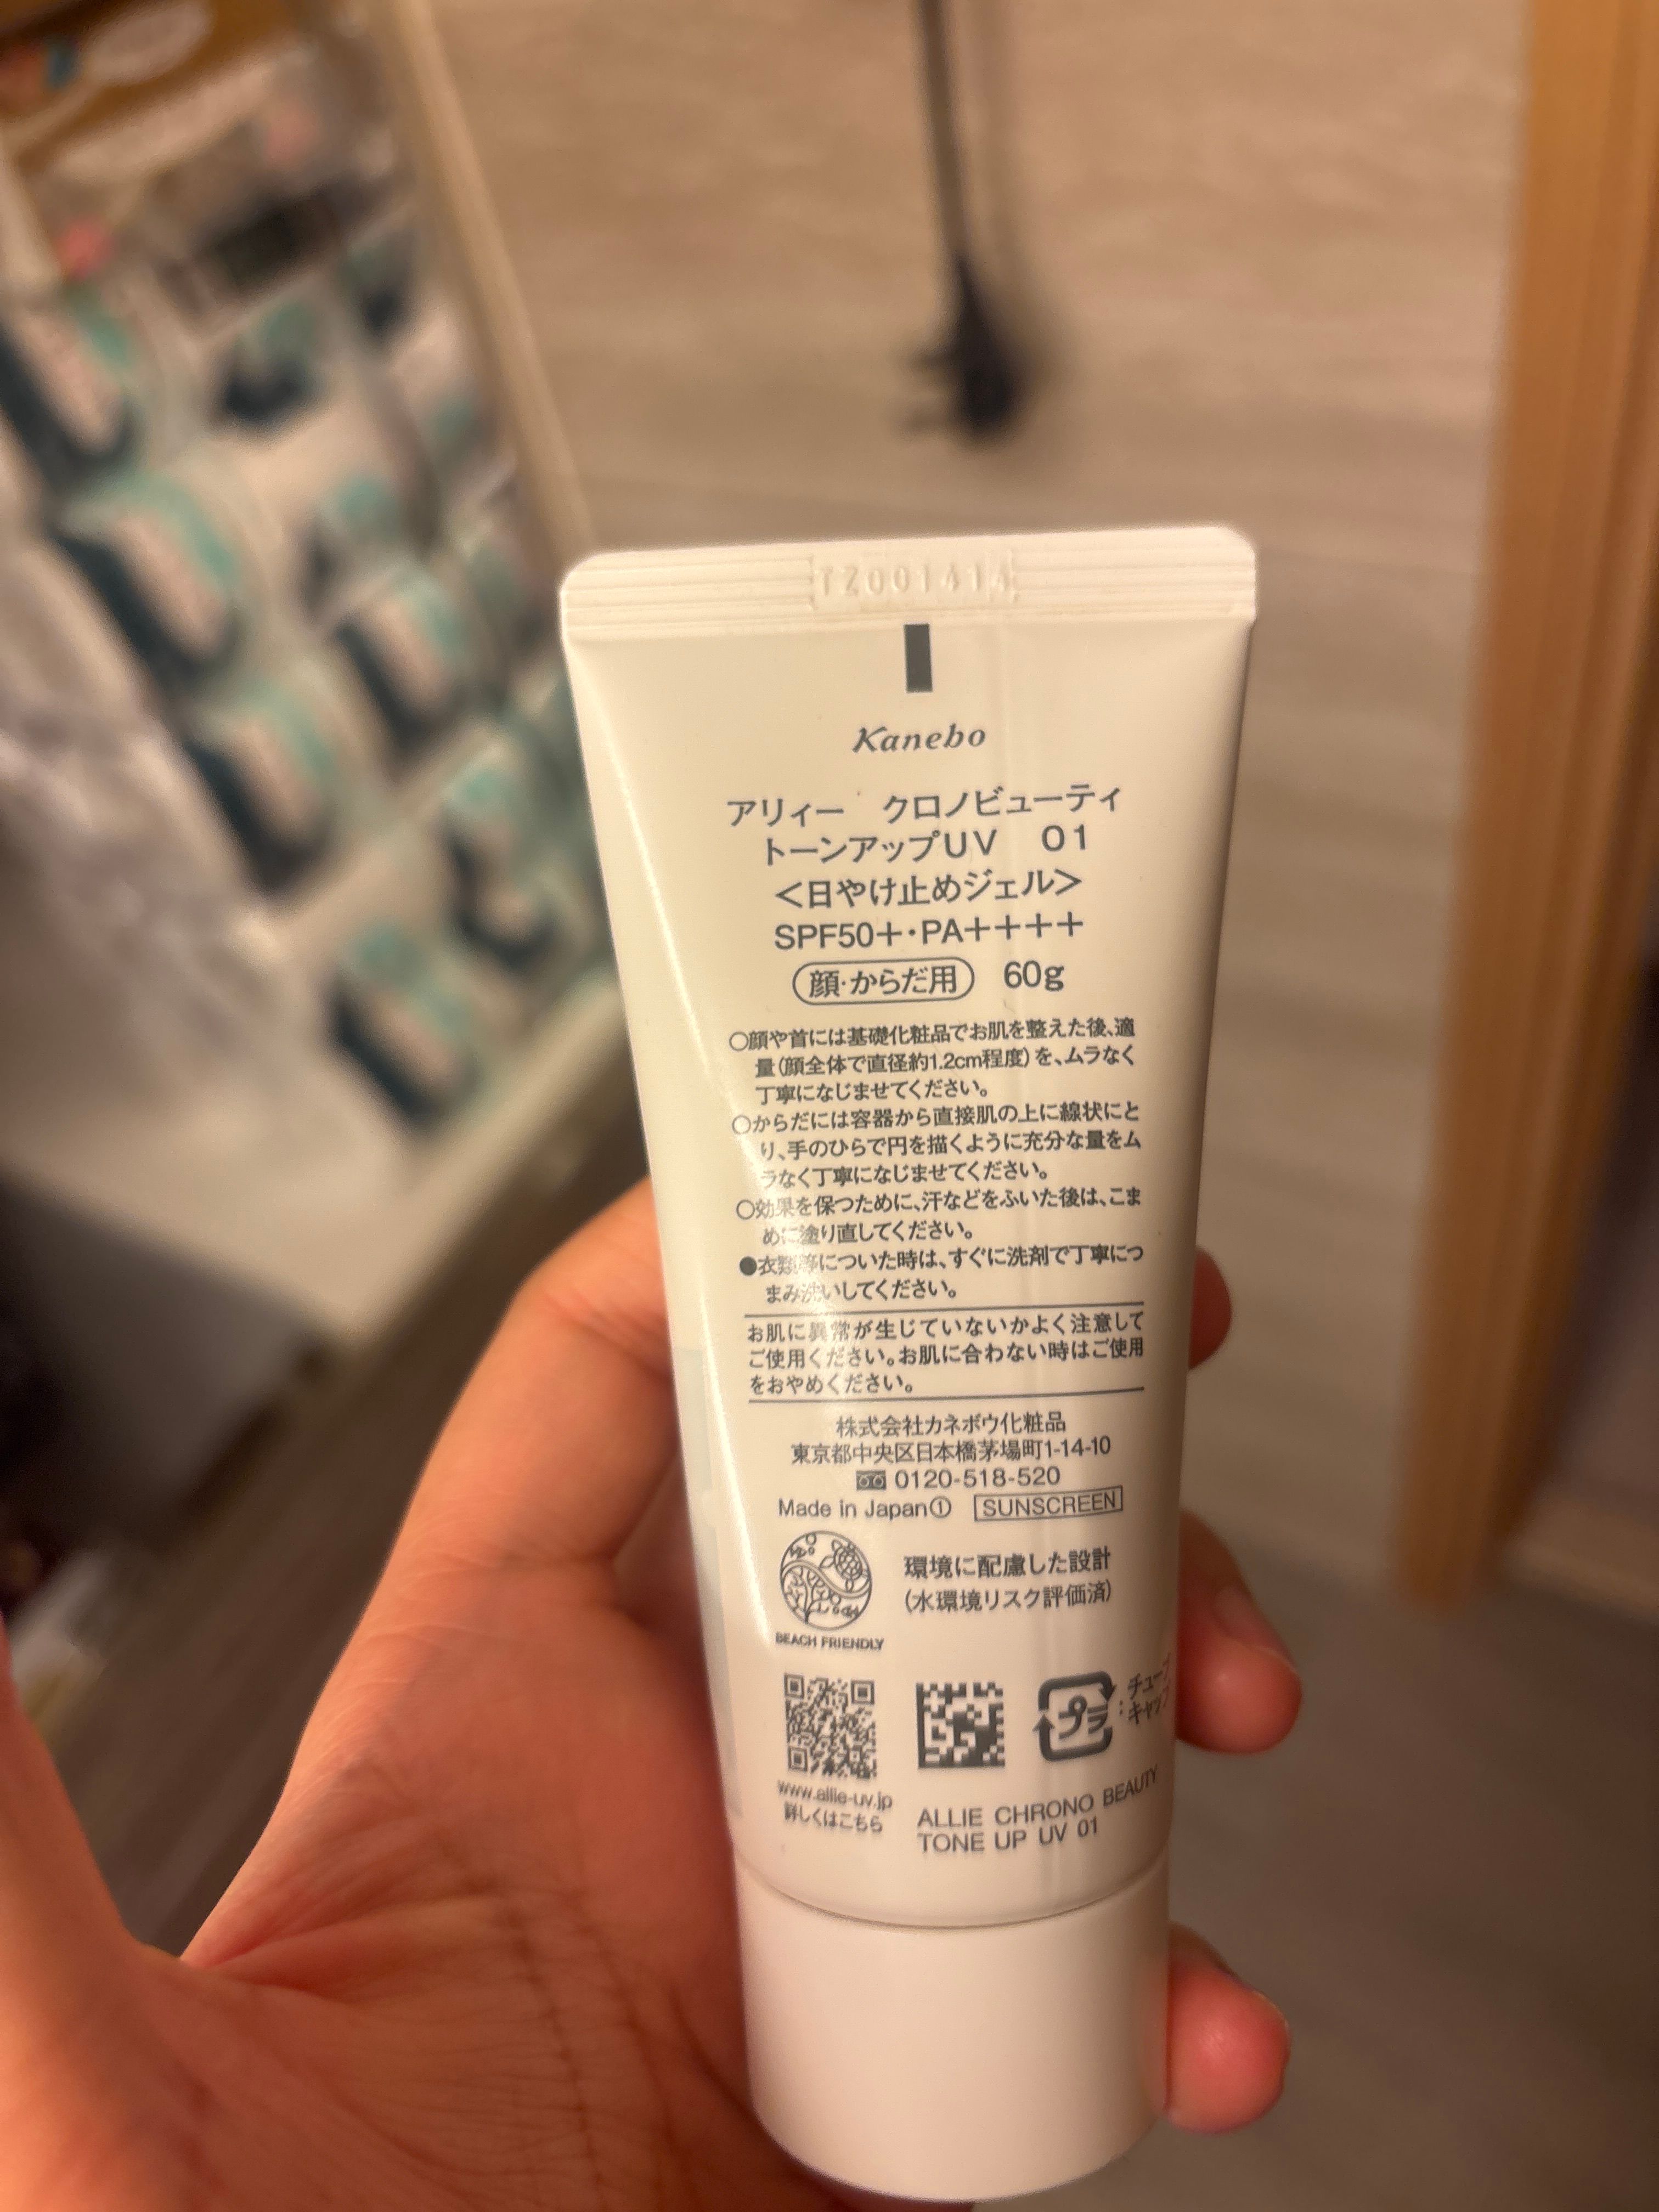 TZ001414
Kanebo
アリィー クロノビューティ
トーンアップUV 01
＜日やけ止めジェル＞
SPF50＋・PA＋＋＋＋
顔・からだ用 60g
○顔や首には基礎化粧品でお肌を整えた後、適
量（顔全体で直径約1.2cm程度）を、ムラなく
丁寧になじませてください。
○からだには容器から直接肌の上に線状にと
り、手のひらで円を描くように充分な量をム
ラなく丁寧になじませてください。
○効果を保つために、汗などをふいた後は、こま
めに塗り直してください。
●衣類等についた時は、すぐに洗剤で丁寧につ
まみ洗いしてください。
お肌に異常が生じていないかよく注意して
ご使用ください。お肌に合わない時はご使用
をおやめください。
株式会社カネボウ化粧品
東京都中央区日本橋茅場町1-14-10
0120-518-520
Made in Japan① SUNSCREEN
環境に配慮した設計
（水環境リスク評価済）
BEACH FRIENDLY
プラ : チューブ
キャップ
www.allie-uv.jp
詳しくはこちら
ALLIE CHRONO BEAUTY
TONE UP UV 01